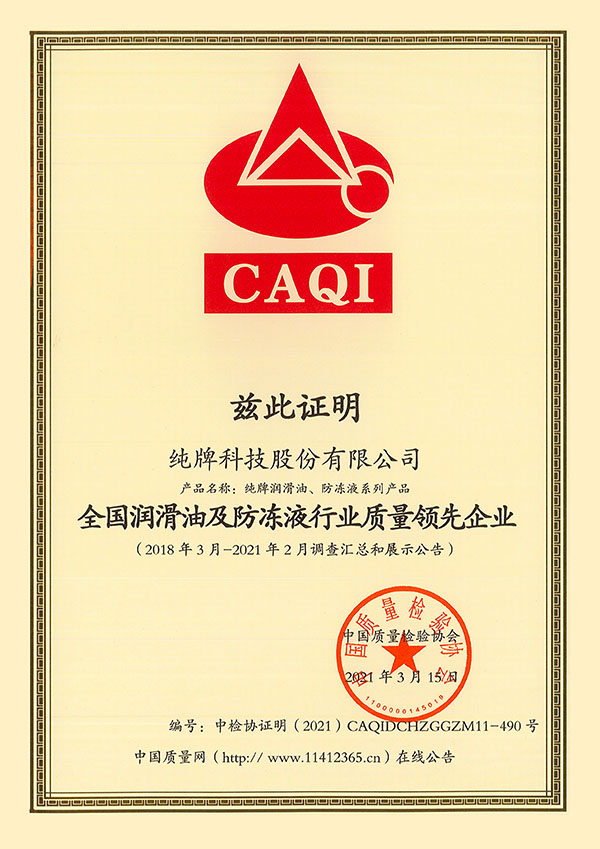 CAQI
兹此证明
纯牌科技股份有限公司
产品名称：纯牌润滑油、防冻液系列产品
全国润滑油及防冻液行业质量领先企业
（2018 年 3 月-2021 年 2 月调查汇总和展示公告）
中国质量检验协会
中国质量检验协会
2021 年 3 月 15 日
1100000145019
编号：中检协证明（2021）CAQIDCHZGGZM11-490 号
中国质量网（http:// www.11412365.cn）在线公告